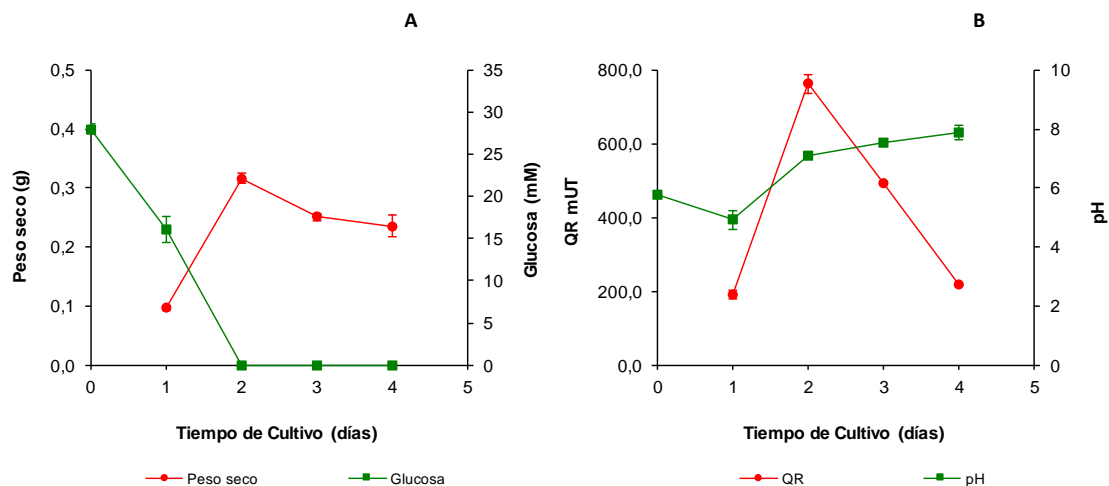 A
Peso seco (g)
0,5
0,4
0,3
0,2
0,1
0,0
35
30
25
20
15
10
5
0
Glucosa (mM)
0 1 2 3 4 5
Tiempo de Cultivo (días)
Peso seco Glucosa
B
QR mUT
800,0
600,0
400,0
200,0
0,0
10
8
6
4
2
0
pH
0 1 2 3 4 5
Tiempo de Cultivo (días)
QR pH